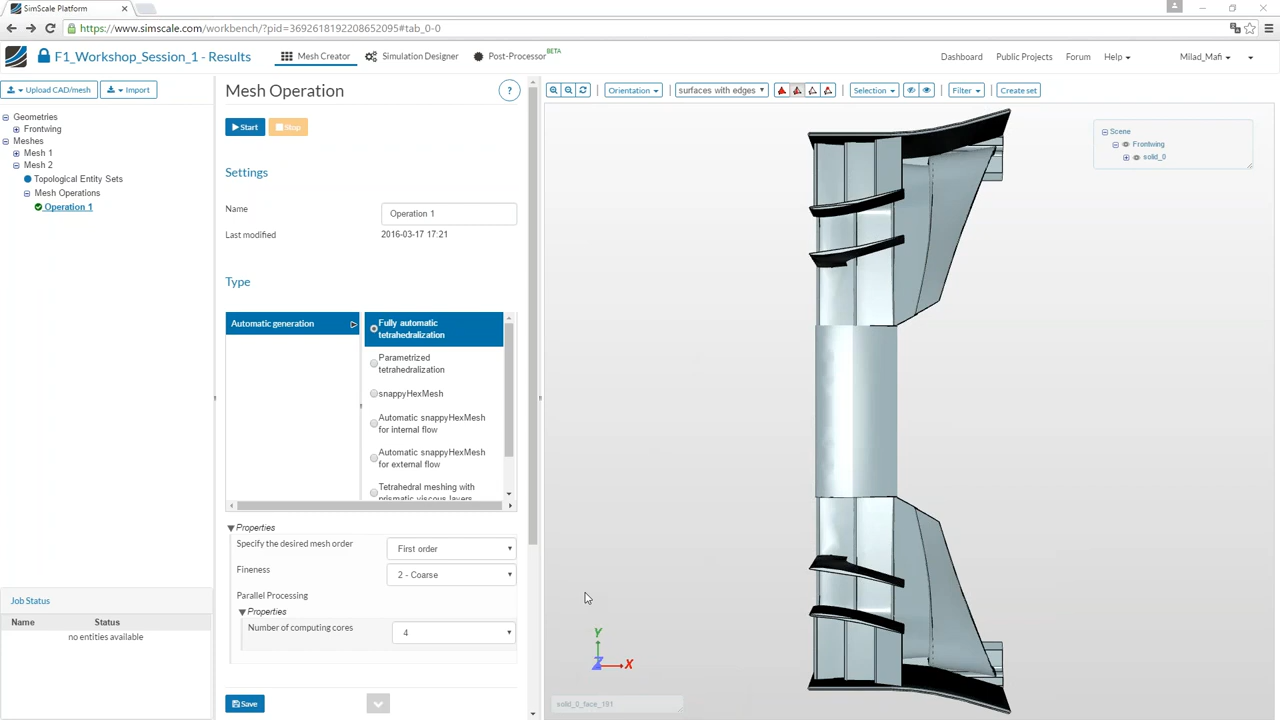 SimScale Platform
https://www.simscale.com/workbench/?pid=3692618192208652095#tab_0-0
F1_Workshop_Session_1 - Results
Mesh Creator
Simulation Designer
Post-Processor
BETA
Dashboard
Public Projects
Forum
Help
Milad_Mafi
Upload CAD/mesh
Import
Geometries
Frontwing
Meshes
Mesh 1
Mesh 2
Topological Entity Sets
Mesh Operations
Operation 1
Job Status
Name Status
no entities available
Mesh Operation
?
Start
Stop
Settings
Name
Operation 1
Last modified
2016-03-17 17:21
Type
Automatic generation
Fully automatic
tetrahedralization
Parametrized
tetrahedralization
snappyHexMesh
Automatic snappyHexMesh
for internal flow
Automatic snappyHexMesh
for external flow
Tetrahedral meshing with
prismatic viscous layers
Properties
Specify the desired mesh order
First order
Fineness
2 - Coarse
Parallel Processing
Properties
Number of computing cores
4
Save
Orientation
surfaces with edges
Selection
Filter
Create set
Scene
Frontwing
solid_0
Y
Z
X
solid_0_face_191